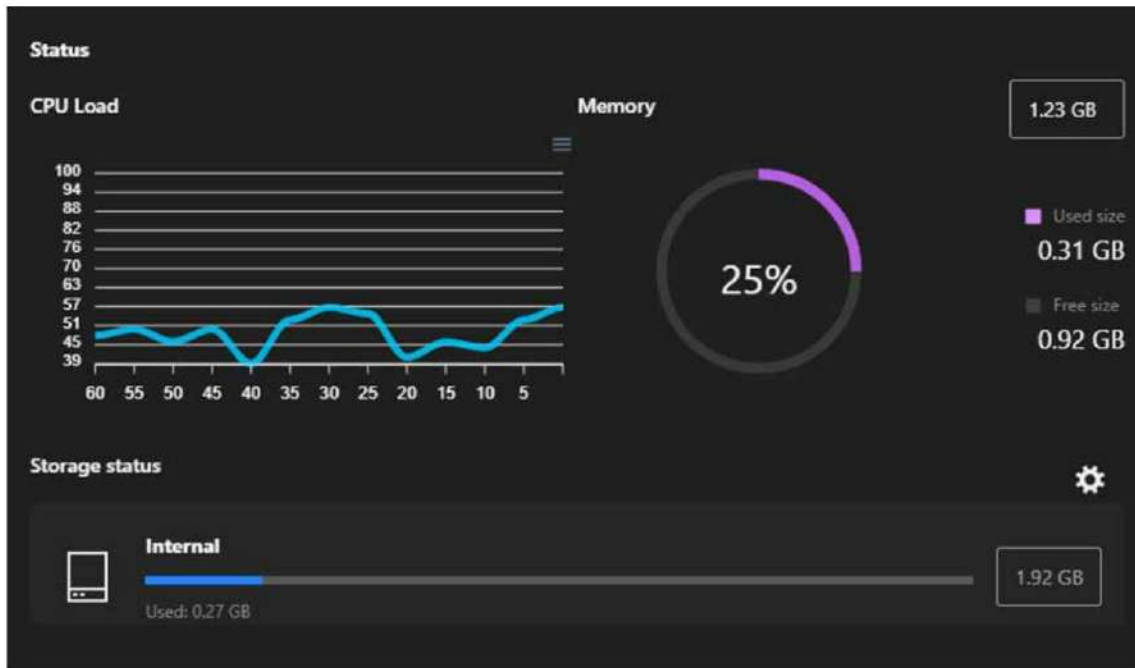 Status
CPU Load
100
94
88
82
76
70
63
57
51
45
39
60 55 50 45 40 35 30 25 20 15 10 5
Memory
1.23 GB
25%
Used size
0.31 GB
Free size
0.92 GB
Storage status
Internal
Used: 0.27 GB
1.92 GB